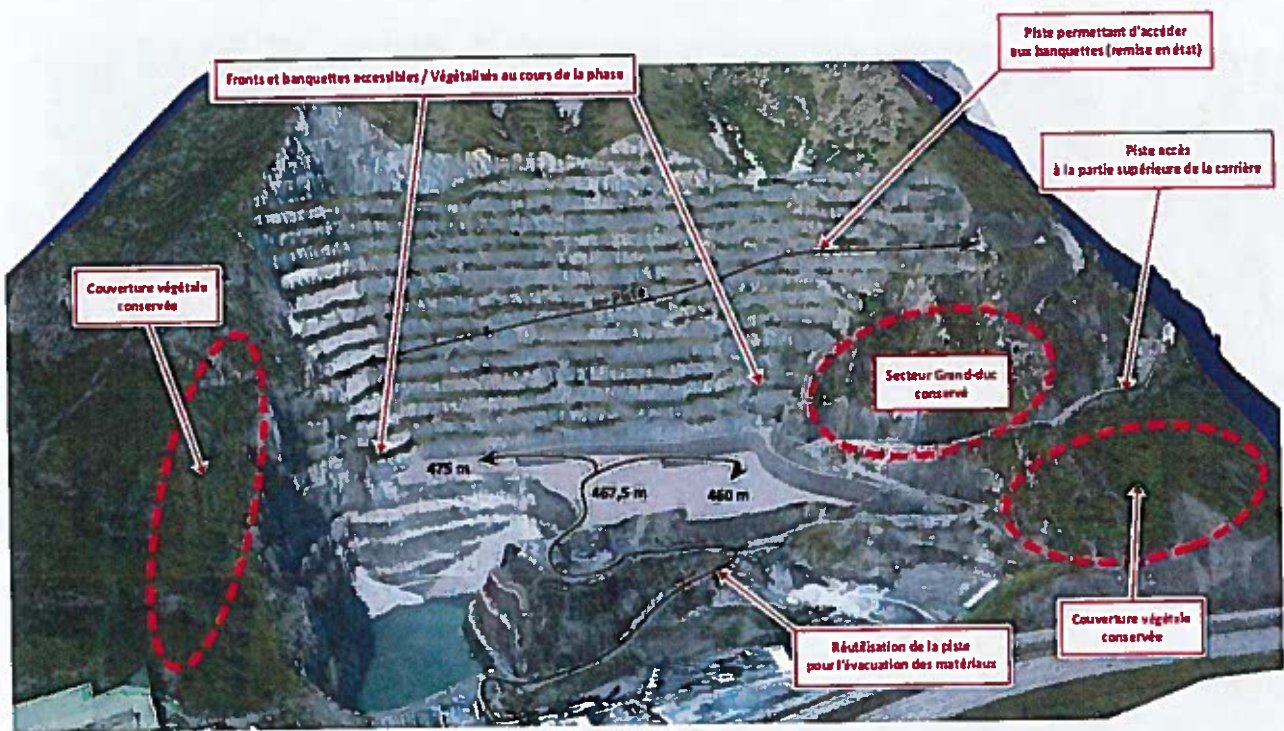 Piste permettant d'accéder
aux banquettes (remise en état)
Fronts et banquettes accessibles / Végétalisés au cours de la phase
Piste accès
à la partie supérieure de la carrière
Couverture végétale
conservée
Secteur Grand-duc
conservé
475 m
467,5 m
460 m
Couverture végétale
conservée
Réutilisation de la piste
pour l'évacuation des matériaux